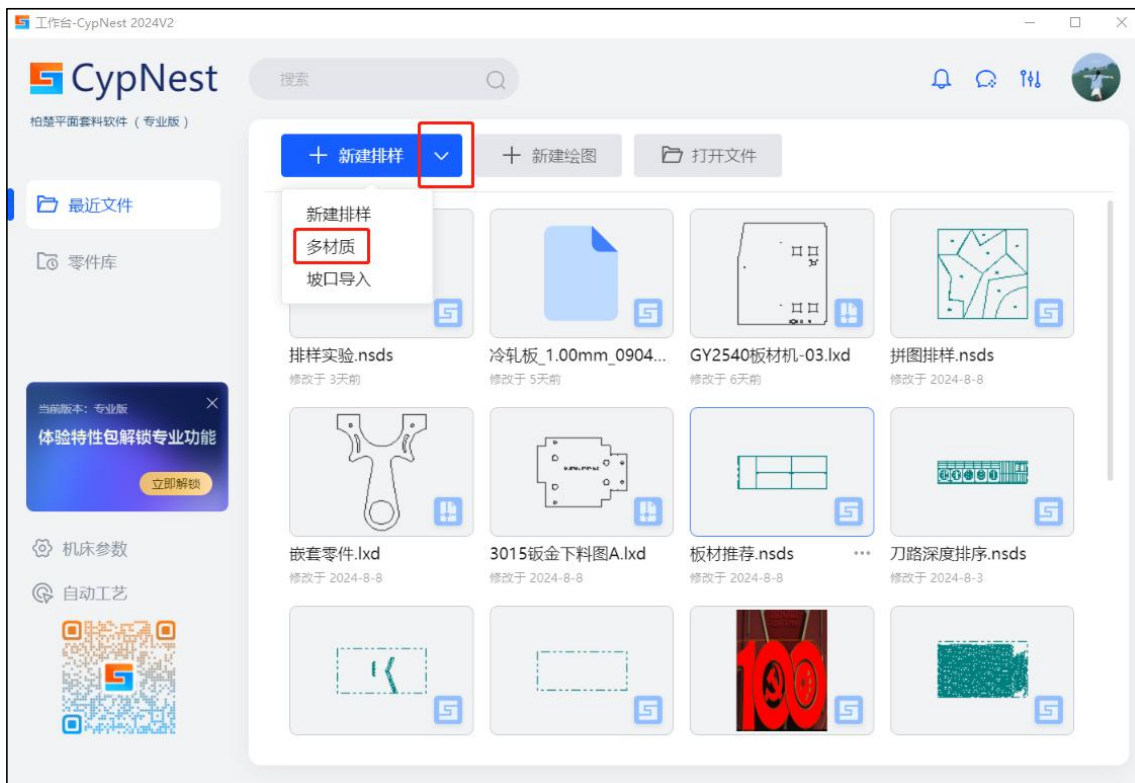 工作台-CypNest 2024V2
CypNest
搜索
柏楚平面套料软件（专业版）
新建排样
新建绘图
打开文件
最近文件
零件库
新建排样
多材质
坡口导入
排样实验.nsds
修改于 3天前
冷轧板_1.00mm_0904...
修改于 5天前
GY2540板材机-03.lxd
修改于 6天前
拼图排样.nsds
修改于 2024-8-8
当前版本：专业版
体验特性包解锁专业功能
立即解锁
嵌套零件.lxd
修改于 2024-8-8
3015钣金下料图A.lxd
修改于 2024-8-8
板材推荐.nsds
修改于 2024-8-8
刀路深度排序.nsds
修改于 2024-8-3
机床参数
自动工艺
100